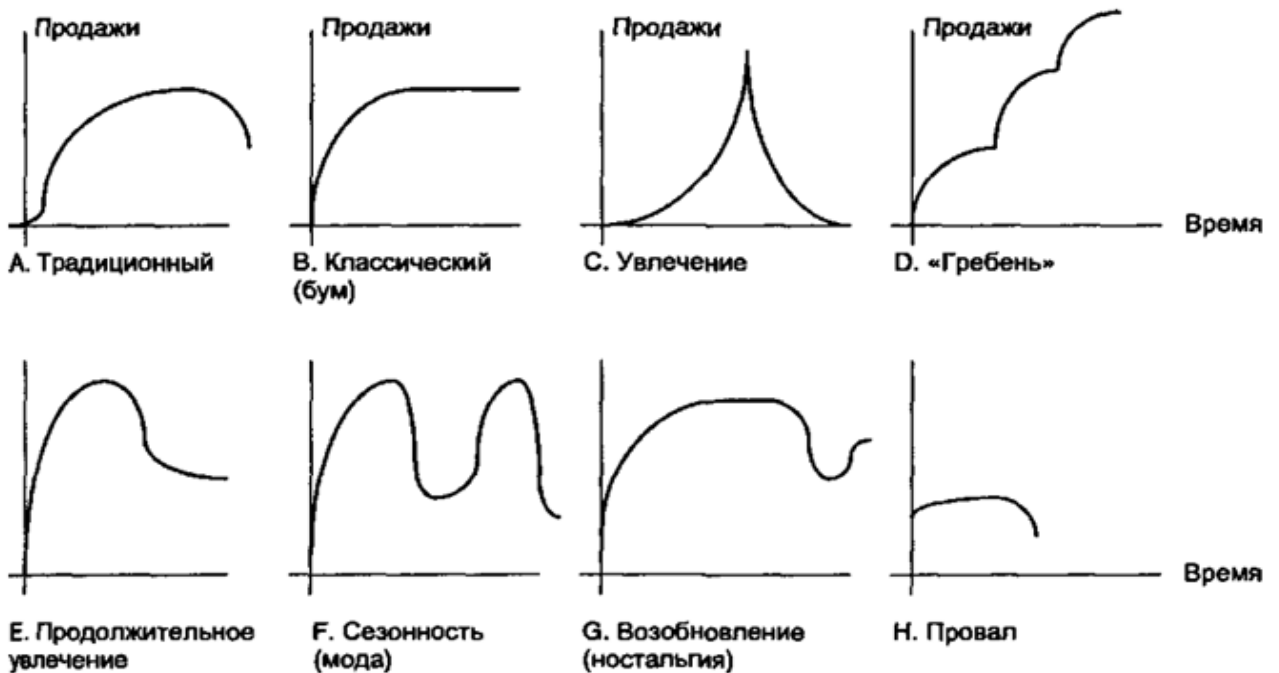 Продажи
Продажи
Продажи
Продажи
Время
A. Традиционный
B. Классический
(бум)
C. Увлечение
D. «Гребень»
Время
E. Продолжительное
увлечение
F. Сезонность
(мода)
G. Возобновление
(ностальгия)
H. Провал